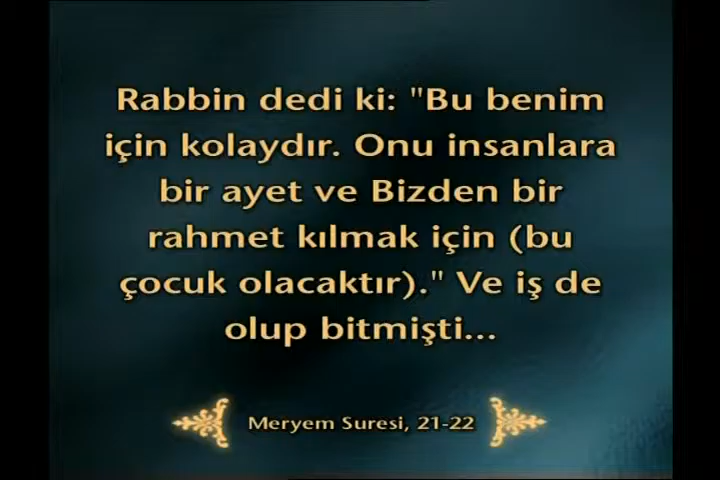 Rabbin dedi ki: "Bu benim
için kolaydır. Onu insanlara
bir ayet ve Bizden bir
rahmet kılmak için (bu
çocuk olacaktır)." Ve iş de
olup bitmişti...
Meryem Suresi, 21-22